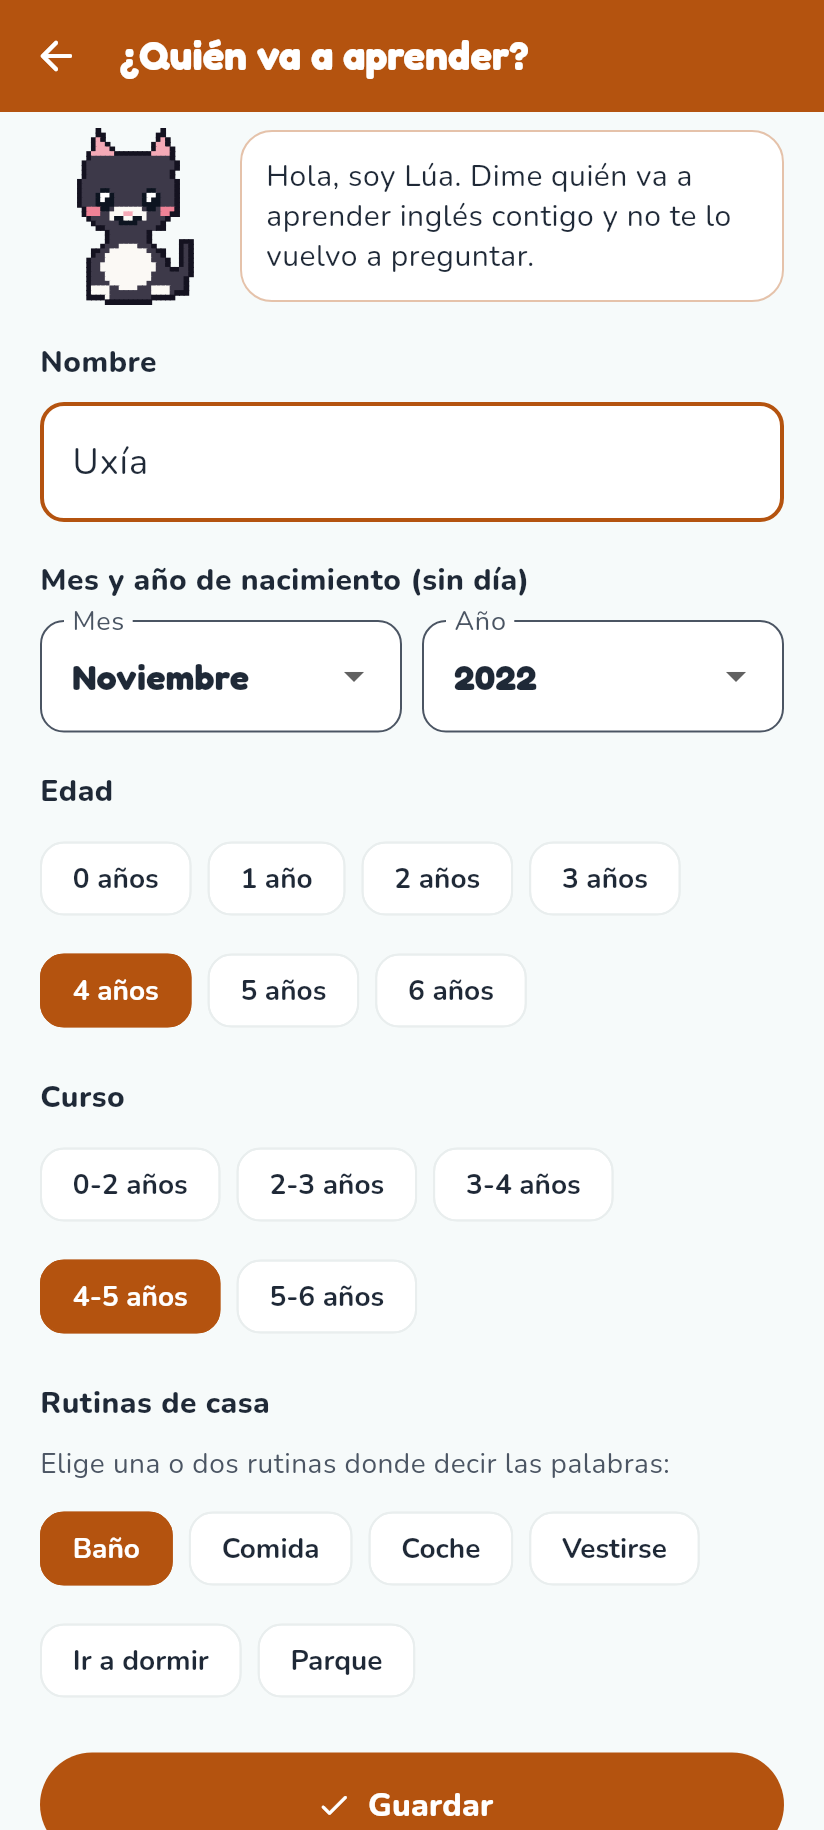 ¿Quién va a aprender?
Hola, soy Lúa. Dime quién va a
aprender inglés contigo y no te lo
vuelvo a preguntar.
Nombre
Uxía
Mes y año de nacimiento (sin día)
Mes
Año
Noviembre
2022
Edad
0 años
1 año
2 años
3 años
4 años
5 años
6 años
Curso
0-2 años
2-3 años
3-4 años
4-5 años
5-6 años
Rutinas de casa
Elige una o dos rutinas donde decir las palabras:
Baño
Comida
Coche
Vestirse
Ir a dormir
Parque
Guardar